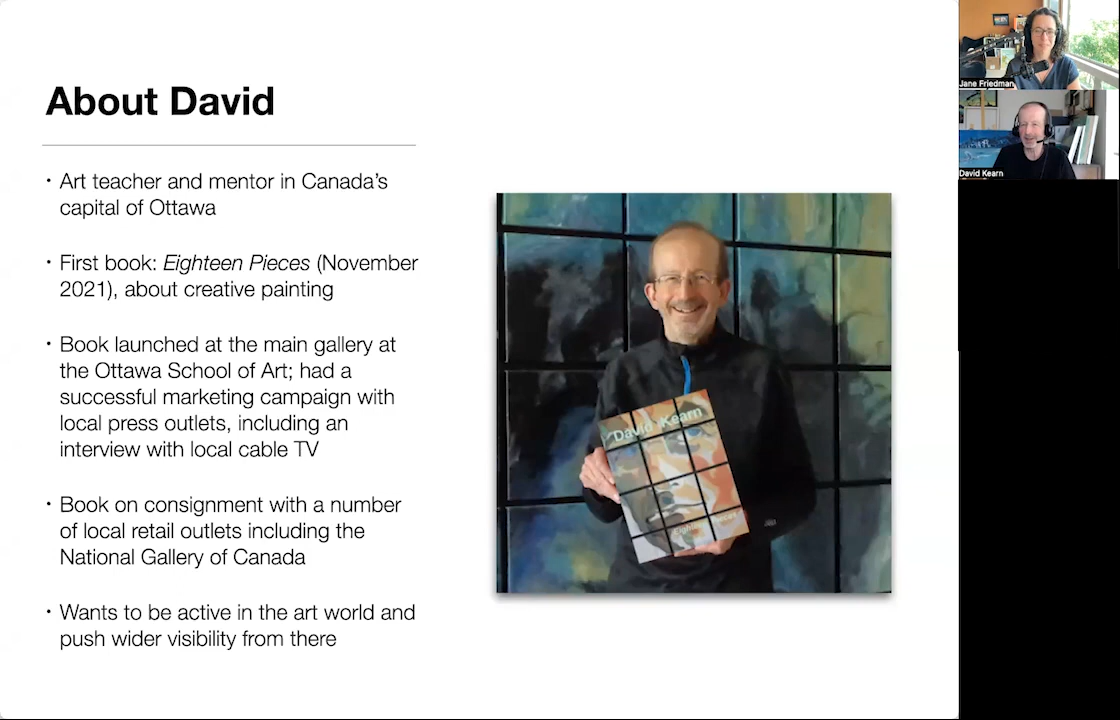 About David
• Art teacher and mentor in Canada’s
capital of Ottawa
• First book: Eighteen Pieces (November
2021), about creative painting
• Book launched at the main gallery at
the Ottawa School of Art; had a
successful marketing campaign with
local press outlets, including an
interview with local cable TV
• Book on consignment with a number
of local retail outlets including the
National Gallery of Canada
• Wants to be active in the art world and
push wider visibility from there
David Kearn
Eighteen Pieces
Jane Friedman
David Kearn